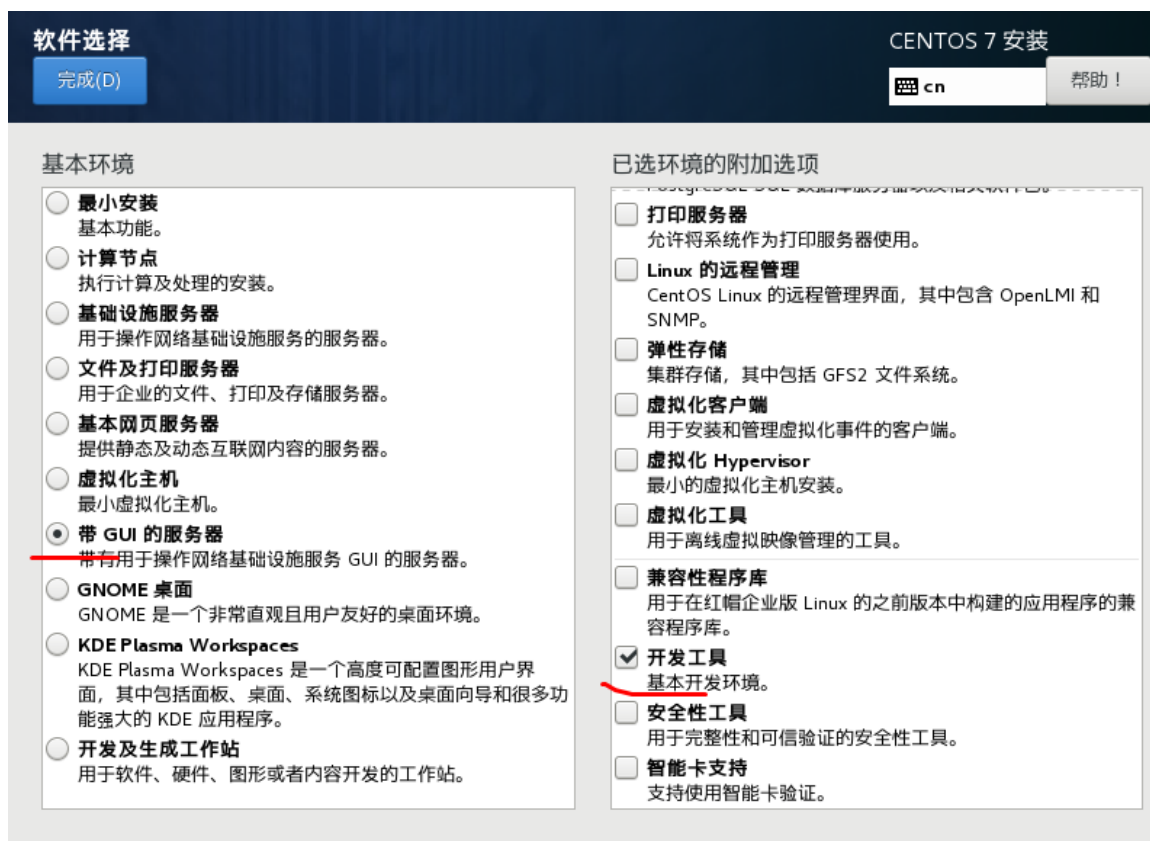 软件选择
CENTOS 7 安装
完成(D)
cn
帮助！
基本环境
最小安装
基本功能。
计算节点
执行计算及处理的安装。
基础设施服务器
用于操作网络基础设施服务的服务器。
文件及打印服务器
用于企业的文件、打印及存储服务器。
基本网页服务器
提供静态及动态互联网内容的服务器。
虚拟化主机
最小虚拟化主机。
带 GUI 的服务器
带有用于操作网络基础设施服务 GUI 的服务器。
GNOME 桌面
GNOME 是一个非常直观且用户友好的桌面环境。
KDE Plasma Workspaces
KDE Plasma Workspaces 是一个高度可配置图形用户界
面，其中包括面板、桌面、系统图标以及桌面向导和很多功
能强大的 KDE 应用程序。
开发及生成工作站
用于软件、硬件、图形或者内容开发的工作站。
已选环境的附加选项
打印服务器
允许将系统作为打印服务器使用。
Linux 的远程管理
CentOS Linux 的远程管理界面，其中包含 OpenLMI 和
SNMP。
弹性存储
集群存储，其中包括 GFS2 文件系统。
虚拟化客户端
用于安装和管理虚拟化事件的客户端。
虚拟化 Hypervisor
最小的虚拟化主机安装。
虚拟化工具
用于离线虚拟映像管理的工具。
兼容性程序库
用于在红帽企业版 Linux 的之前版本中构建的应用程序的兼
容程序库。
开发工具
基本开发环境。
安全性工具
用于完整性和可信验证的安全性工具。
智能卡支持
支持使用智能卡验证。